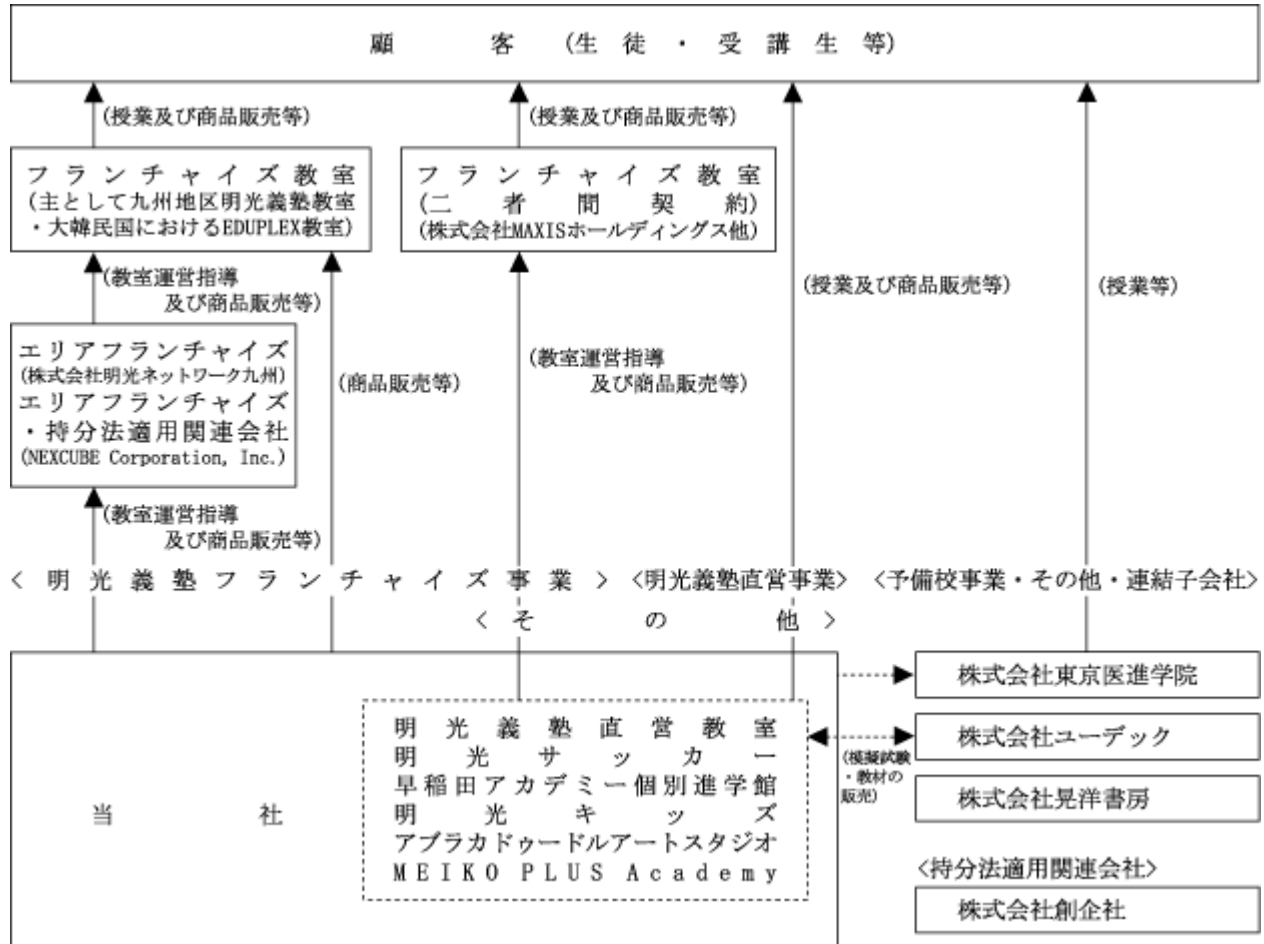 顧客(生徒・受講生等)
(授業及び商品販売等)
(授業及び商品販売等)
フランチャイズ教室
(主として九州地区明光義塾教室
・大韓民国におけるEDUPLEX教室)
フランチャイズ教室
(二者間契約)
(株式会社MAXISホールディングス他)
(教室運営指導
及び商品販売等)
(授業及び商品販売等)
(授業等)
エリアフランチャイズ
(株式会社明光ネットワーク九州)
エリアフランチャイズ
・持分法適用関連会社
(NEXCUBE Corporation, Inc.)
(商品販売等)
(教室運営指導
及び商品販売等)
(教室運営指導
及び商品販売等)
<明光義塾フランチャイズ事業>
<明光義塾直営事業>
<予備校事業・その他・連結子会社>
<その他>
当社
明光義塾直営教室
明光サッカー
早稲田アカデミー個別進学館
明光キッズ
アブラカドゥードルアートスタジオ
MEIKO PLUS Academy
株式会社東京医進学院
株式会社ユーデック
(模擬試験
・教材の
販売)
株式会社晃洋書房
<持分法適用関連会社>
株式会社創企社